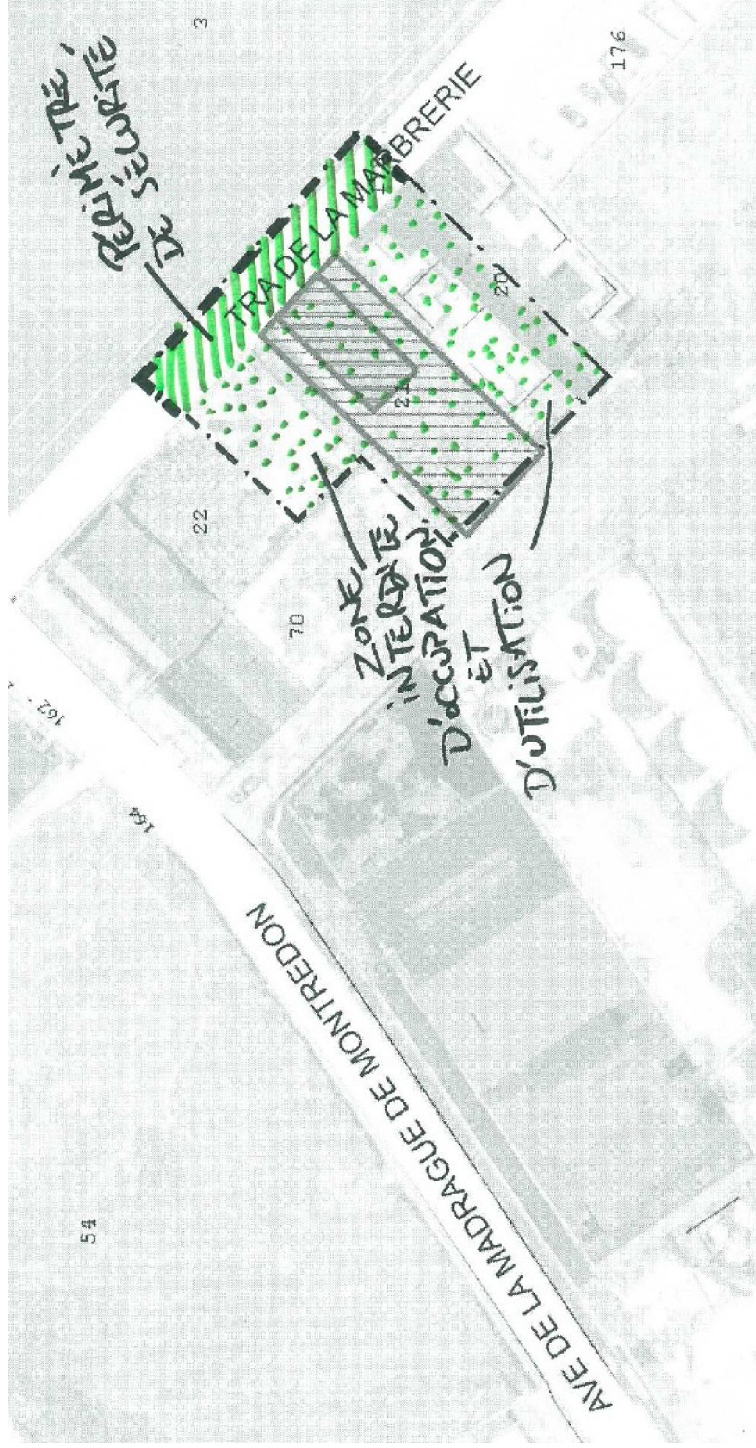 PÉRIMÈTRE
DE SÉCURITÉ
3
176
TRA DE LA MARBRERIE
20
22
70
ZONE
INTERDITE
D'OCCUPATION
ET
D'UTILISATION
164
AVE DE LA MADRAGUE DE MONTREDON
54